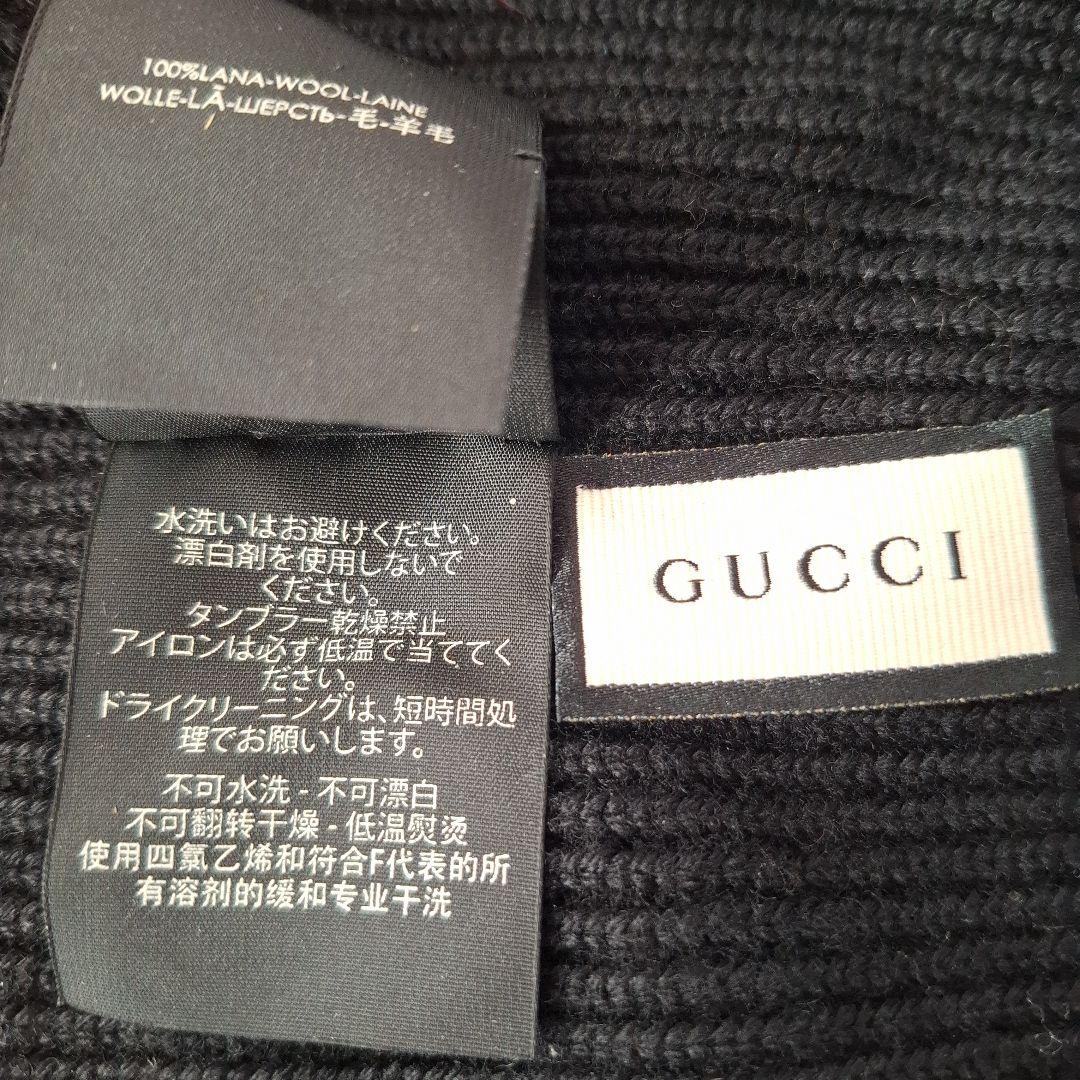 100%LANA-WOOL-LAINE
WOLLE-LÃ-ШЕРСТЬ-毛-羊毛
水洗いはお避けください。
漂白剤を使用しないで
ください。
タンブラー乾燥禁止
アイロンは必ず低温で当ててく
ださい。
ドライクリーニングは、短時間処
理でお願いします。
不可水洗 - 不可漂白
不可翻转干燥 - 低温熨烫
使用四氯乙烯和符合F代表的所
有溶剂的缓和专业干洗
GUCCI